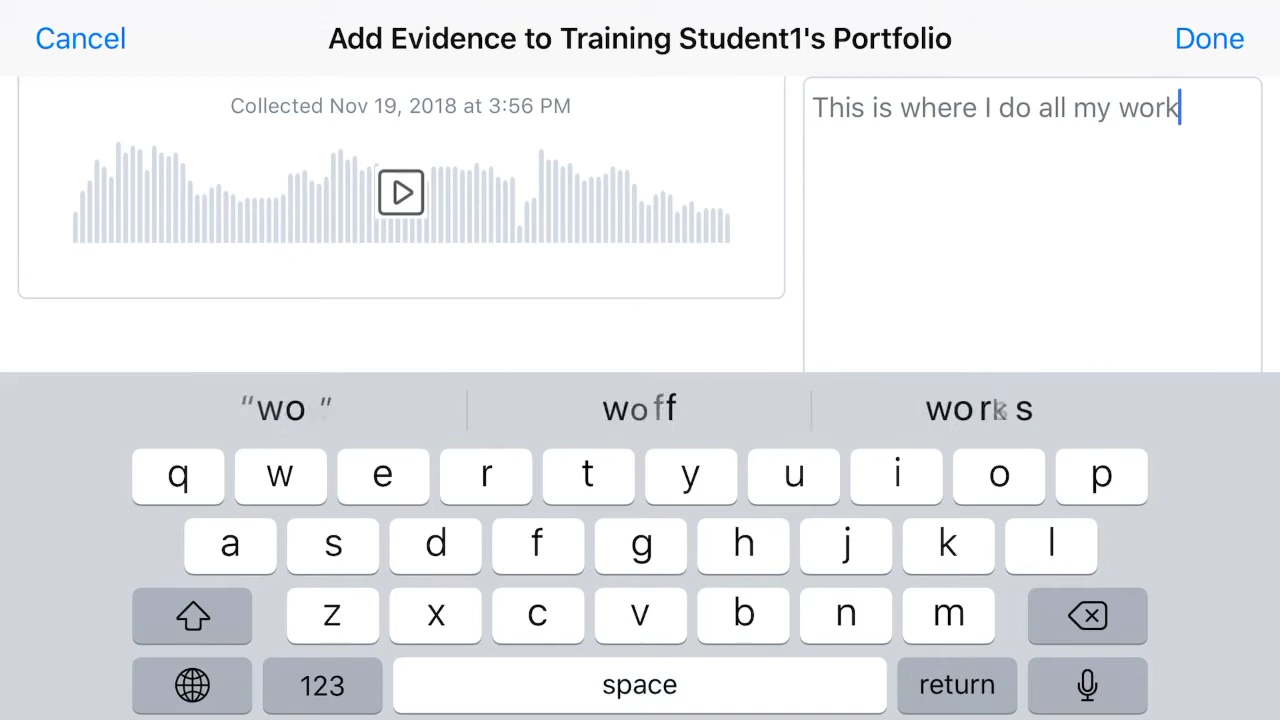 Cancel
Add Evidence to Training Student1's Portfolio
Done
Collected Nov 19, 2018 at 3:56 PM
This is where I do all my work
woff
works
q w e r t y u i o p
a s d f g h j k l
z x c v b n m
123
space
return